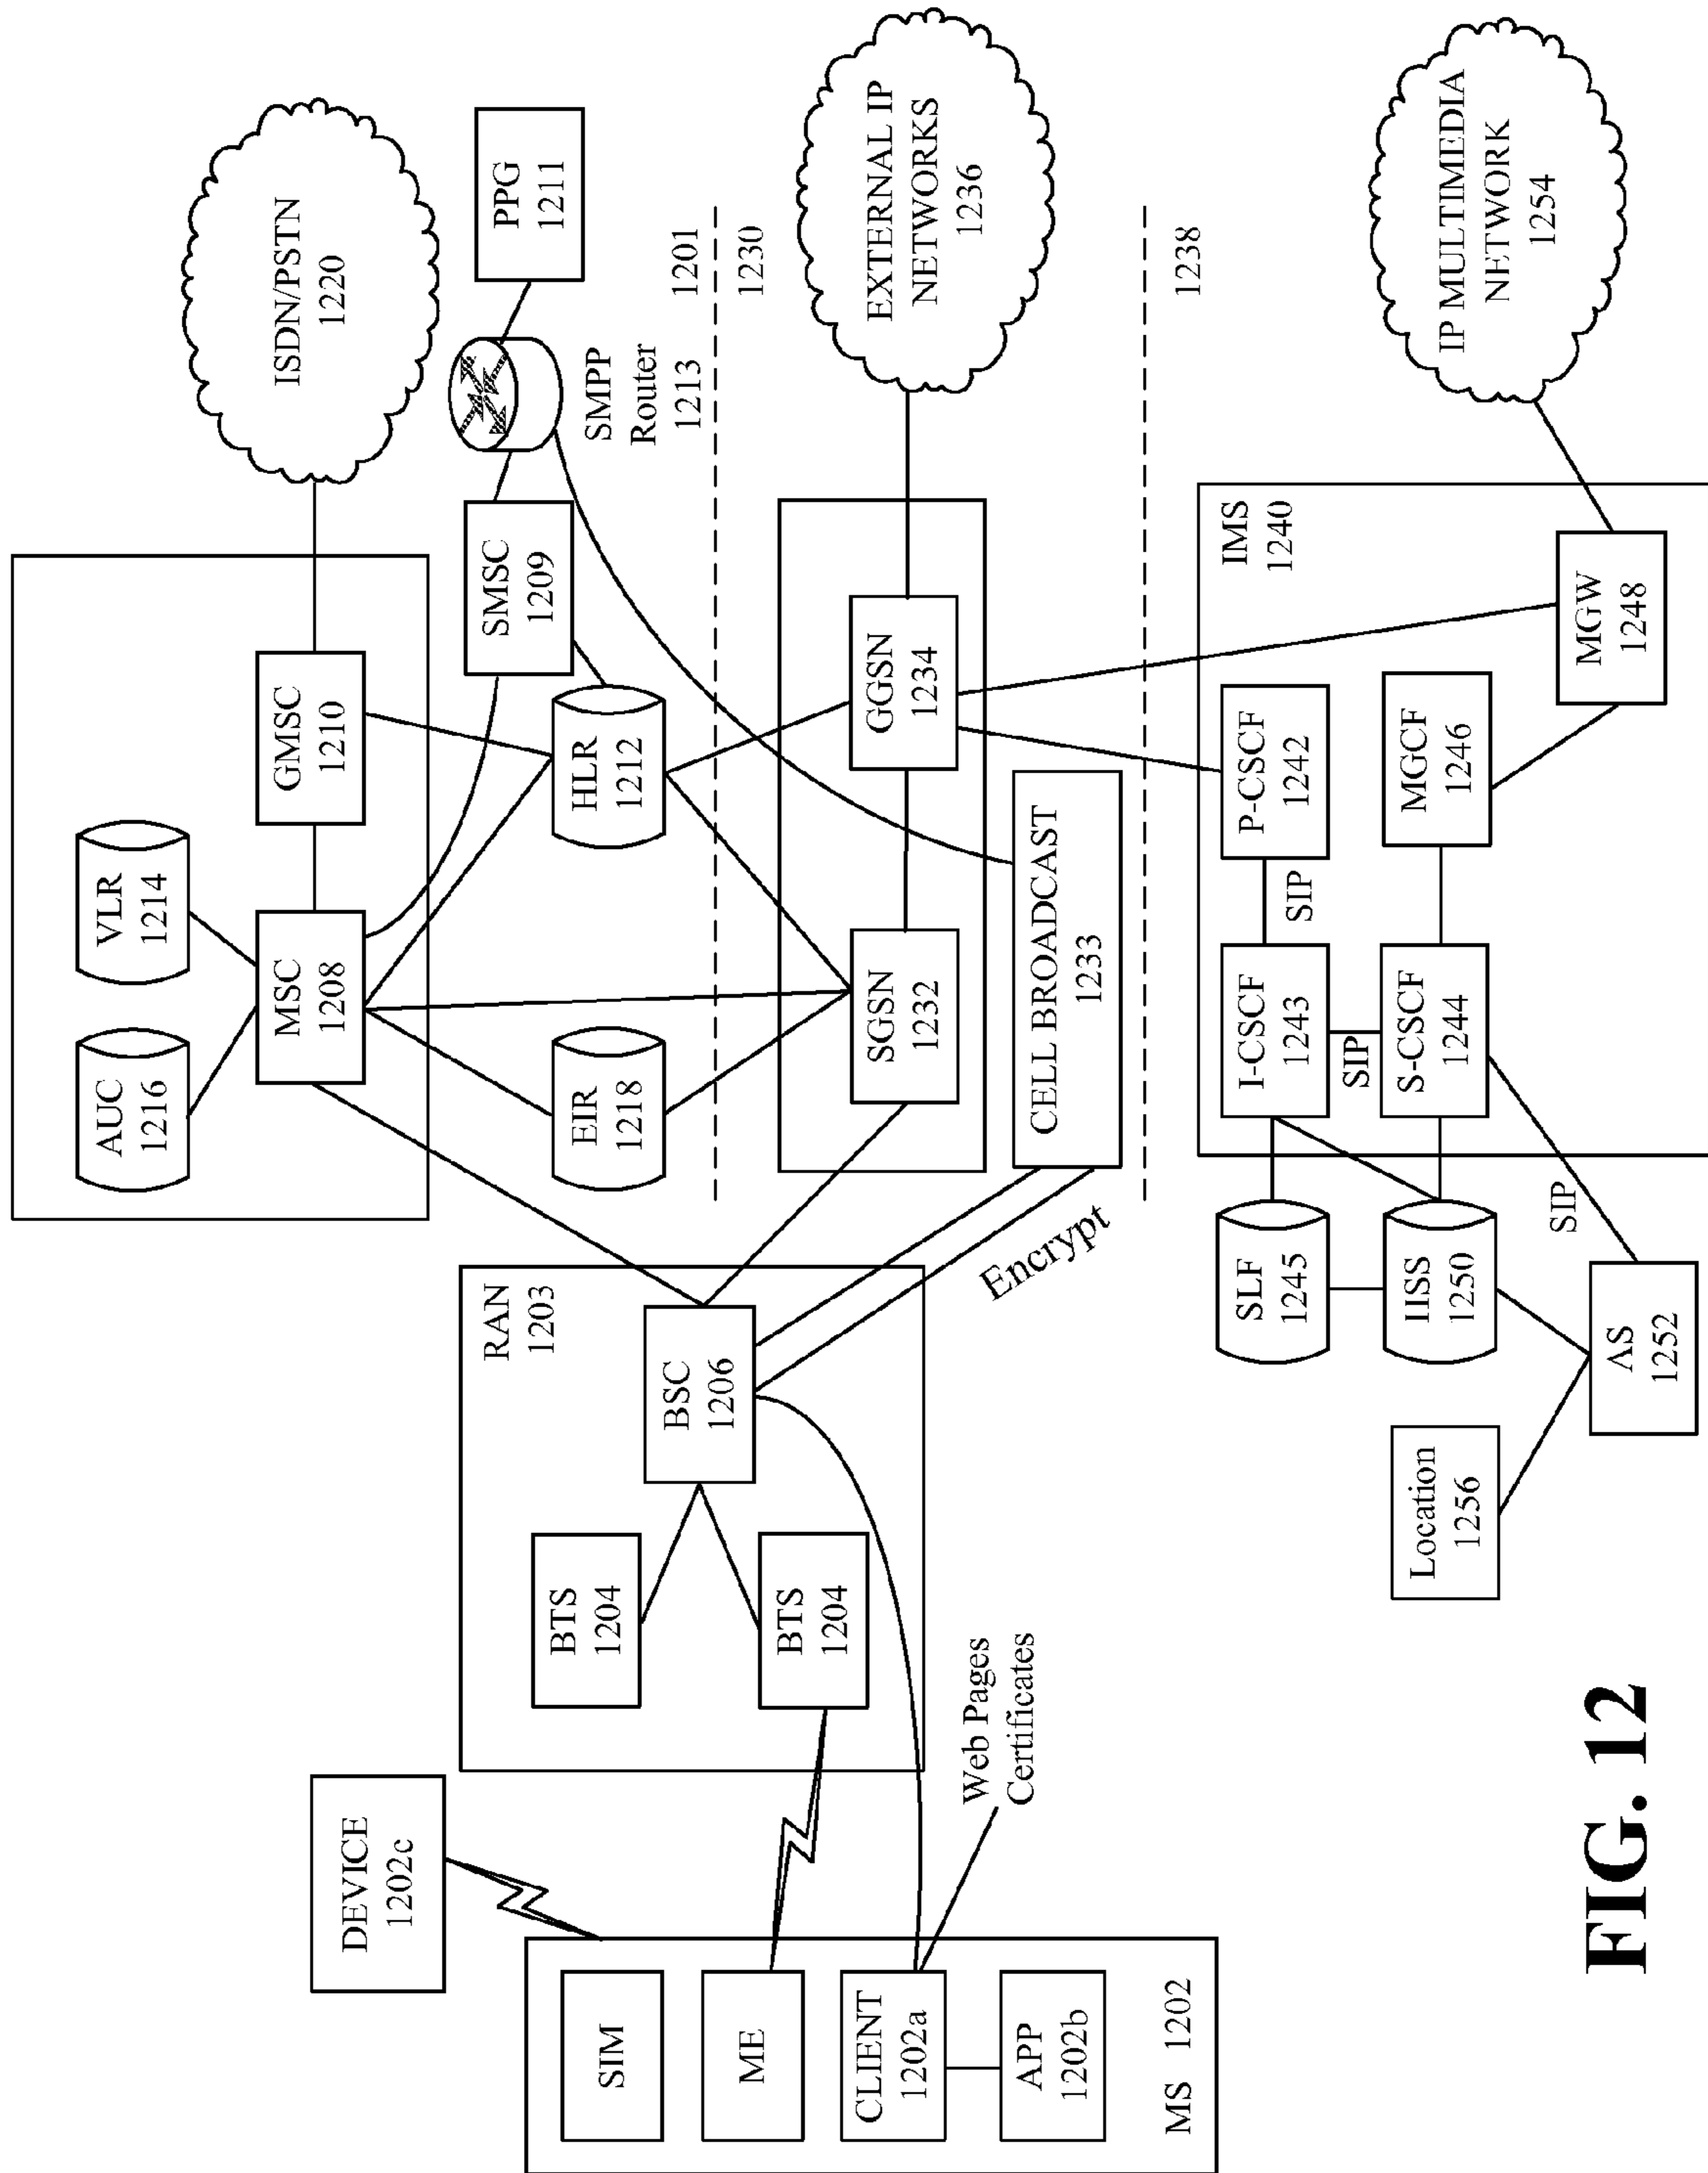 DEVICE
1202c
SIM
ME
CLIENT
1202a
APP
1202b
MS 1202
Web Pages
Certificates
RAN
1203
BTS
1204
BTS
1204
BSC
1206
Encrypt
AUC
1216
VLR
1214
MSC
1208
GMSC
1210
ISDN/PSTN
1220
EIR
1218
HLR
1212
SMSC
1209
PPG
1211
SMPP
Router
1213
1201
1230
SGSN
1232
GGSN
1234
EXTERNAL IP
NETWORKS
1236
CELL BROADCAST
1233
1238
IMS
1240
SLF
1245
I-CSCF
1243
SIP
P-CSCF
1242
SIP
IISS
1250
S-CSCF
1244
MGCF
1246
SIP
MGW
1248
IP MULTIMEDIA
NETWORK
1254
Location
1256
AS
1252
FIG. 12